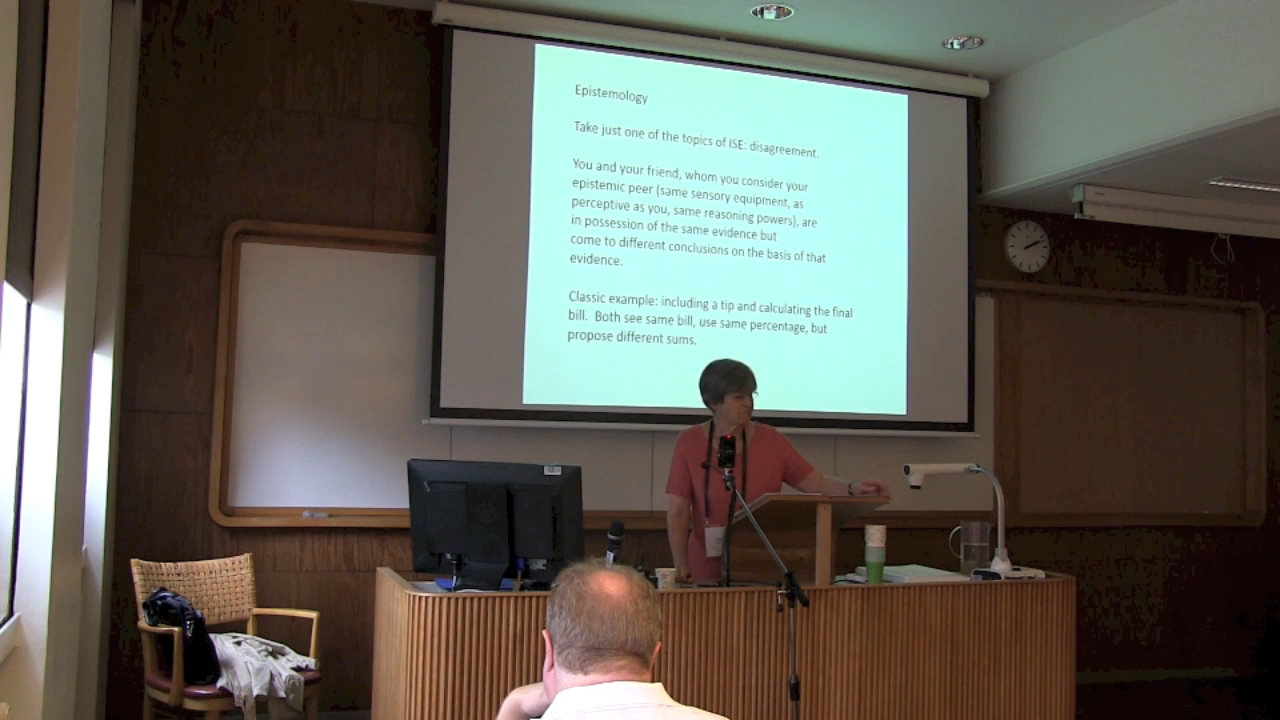 Epistemology
Take just one of the topics of ISE: disagreement.
You and your friend, whom you consider your
epistemic peer (same sensory equipment, as
perceptive as you, same reasoning powers), are
in possession of the same evidence but
come to different conclusions on the basis of that
evidence.
Classic example: including a tip and calculating the final
bill. Both see same bill, use same percentage, but
propose different sums.